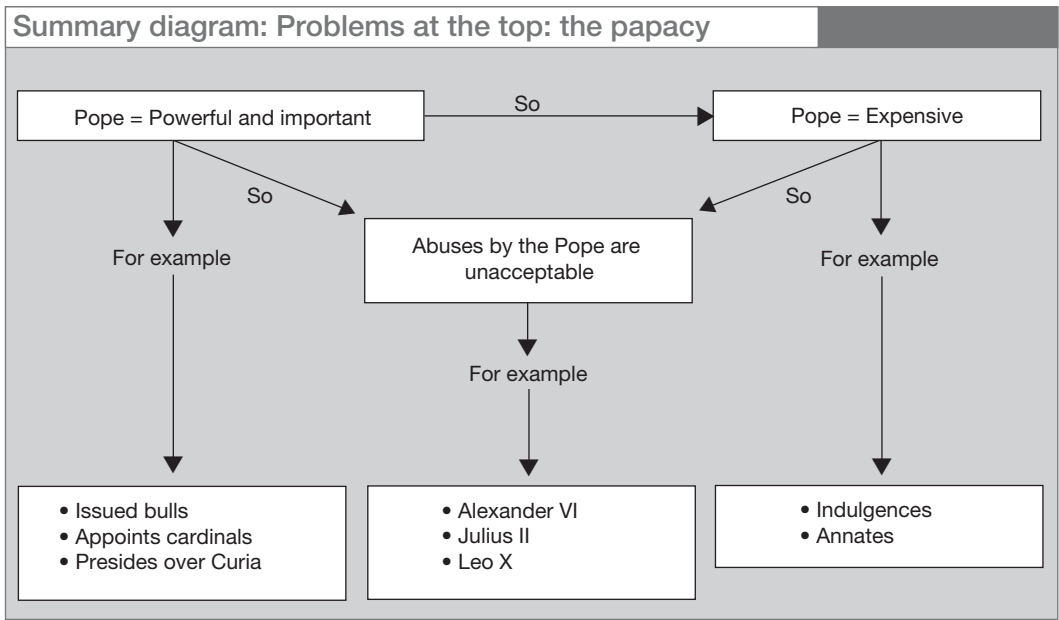 Summary diagram: Problems at the top: the papacy
Pope = Powerful and important
So
Pope = Expensive
So
So
Abuses by the Pope are
unacceptable
For example
For example
For example
• Issued bulls
• Appoints cardinals
• Presides over Curia
• Alexander VI
• Julius II
• Leo X
• Indulgences
• Annates